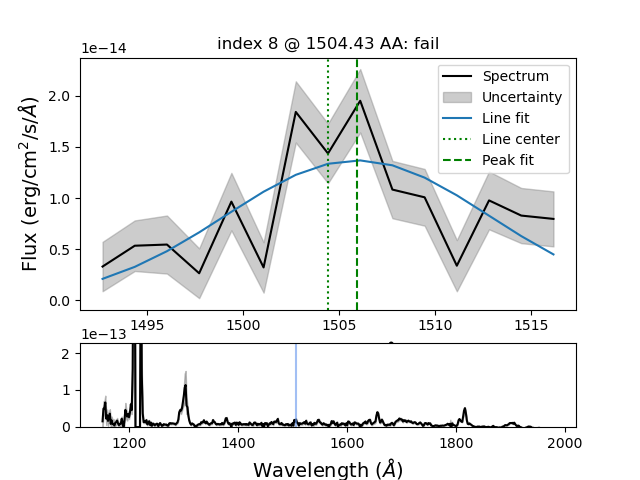 index 8 @ 1504.43 AA: fail
1e−14
Flux (erg/cm²/s/Å)
2.0
1.5
1.0
0.5
0.0
Spectrum
Uncertainty
Line fit
Line center
Peak fit
1495 1500 1505 1510 1515
1e−13
2
1
0
1200 1400 1600 1800 2000
Wavelength (Å)